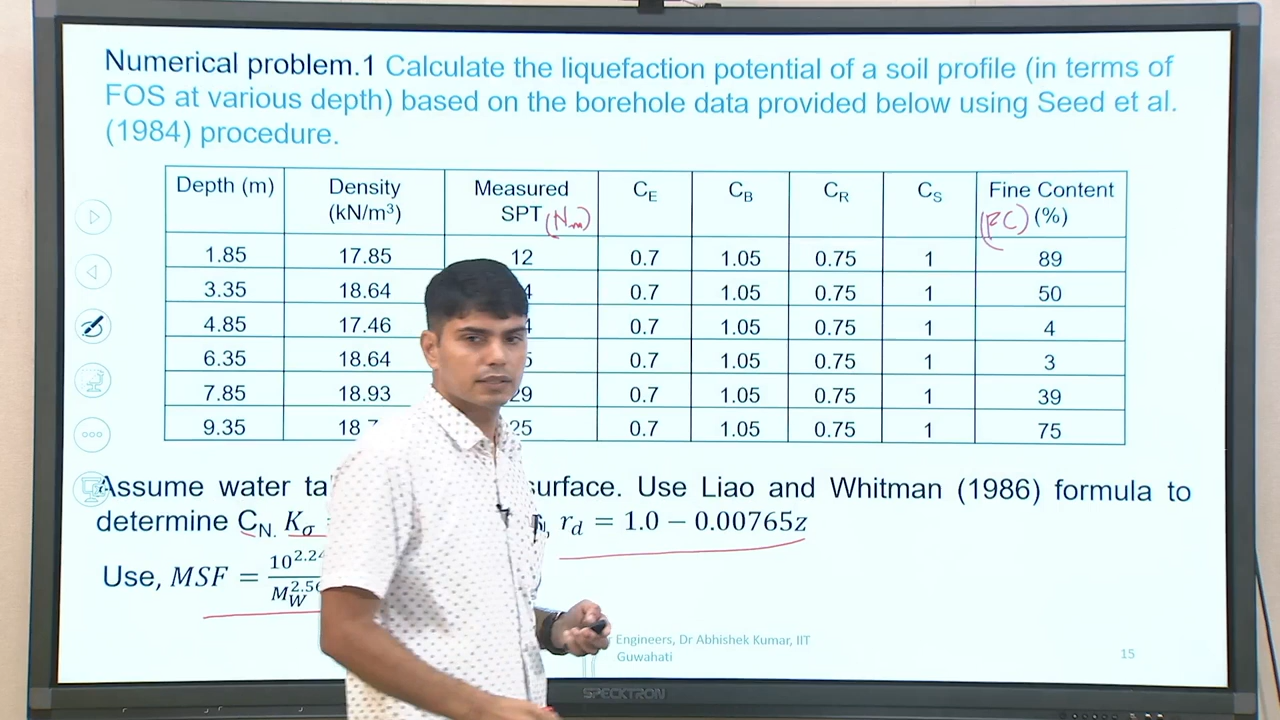 Numerical problem.1 Calculate the liquefaction potential of a soil profile (in terms of
FOS at various depth) based on the borehole data provided below using Seed et al.
(1984) procedure.
Depth (m) Density (kN/m³) Measured SPT (Nm) CE CB CR CS Fine Content (FC) (%)
1.85 17.85 12 0.7 1.05 0.75 1 89
3.35 18.64 0.7 1.05 0.75 1 50
4.85 17.46 0.7 1.05 0.75 1 4
6.35 18.64 0.7 1.05 0.75 1 3
7.85 18.93 29 0.7 1.05 0.75 1 39
9.35 25 0.7 1.05 0.75 1 75
Assume water surface. Use Liao and Whitman (1986) formula to
determine CN. Kσ rd = 1.0 − 0.00765z
Use, MSF =
Engineers, Dr Abhishek Kumar, IIT
Guwahati
15
SPECKTRON